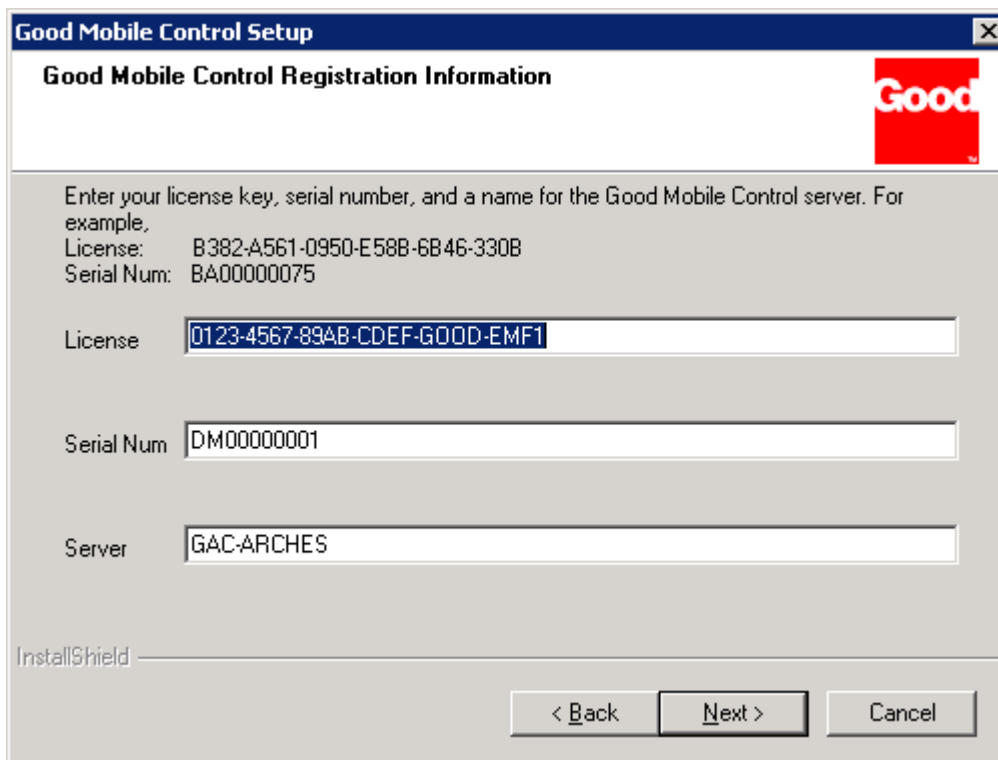 Good Mobile Control Setup
Good Mobile Control Registration Information
Good
TM
Enter your license key, serial number, and a name for the Good Mobile Control server. For
example,
License: B382-A561-0950-E58B-6B46-330B
Serial Num: BA00000075
License 0123-4567-89AB-CDEF-GOOD-EMF1
Serial Num DM00000001
Server GAC-ARCHES
InstallShield
< Back Next > Cancel